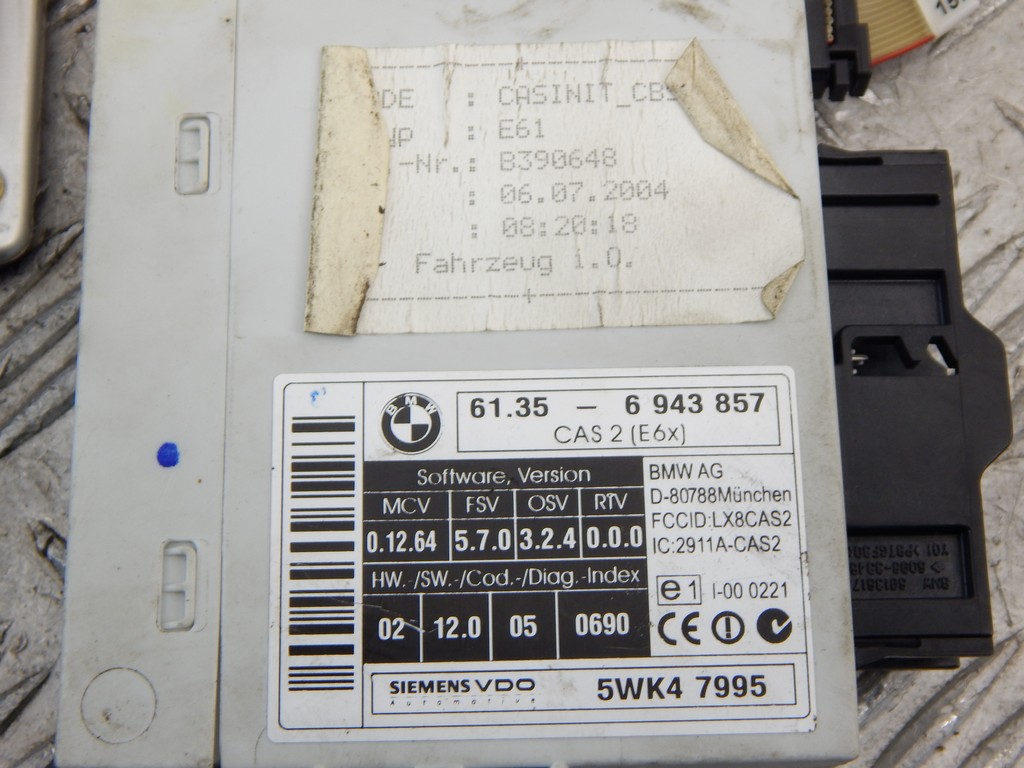 : CASINIT_CBS
: E61
-Nr.: B390648
: 06.07.2004
: 08:20:18
Fahrzeug i.O.
BMW
61.35 – 6 943 857
CAS 2 (E6x)
Software, Version
MCV FSV OSV RTV
0.12.64 5.7.0 3.2.4 0.0.0
HW.-/SW.-/Cod.-/Diag.-Index
02 12.0 05 0690
BMW AG
D-80788München
FCCID:LX8CAS2
IC:2911A-CAS2
e1 I-00 0221
CE
SIEMENS VDO
Automotive
5WK4 7995